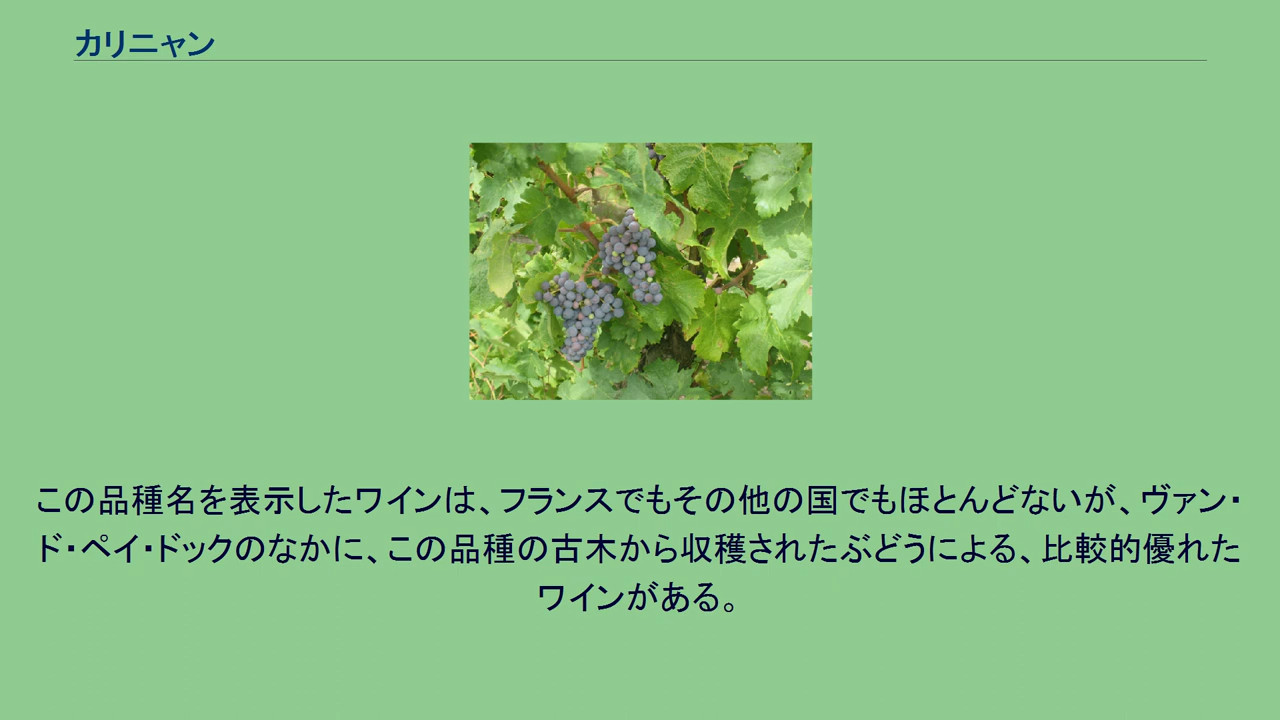 カリニャン
この品種名を表示したワインは、フランスでもその他の国でもほとんどないが、ヴァン・
ド・ペイ・ドックのなかに、この品種の古木から収穫されたぶどうによる、比較的優れた
ワインがある。